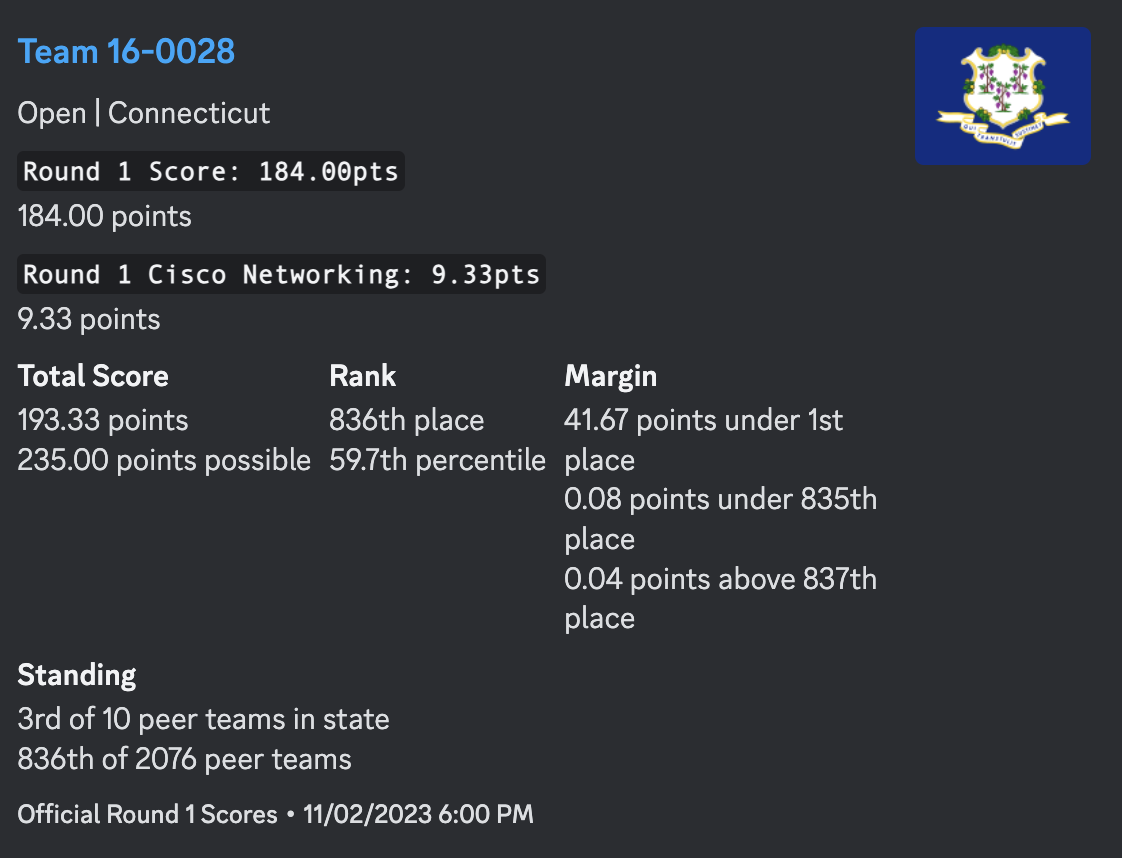 Team 16-0028
Open | Connecticut
Round 1 Score: 184.00pts
184.00 points
Round 1 Cisco Networking: 9.33pts
9.33 points
Total Score
193.33 points
235.00 points possible
Rank
836th place
59.7th percentile
Margin
41.67 points under 1st
place
0.08 points under 835th
place
0.04 points above 837th
place
Standing
3rd of 10 peer teams in state
836th of 2076 peer teams
Official Round 1 Scores • 11/02/2023 6:00 PM
QUI TRANSTULIT SUSTINET